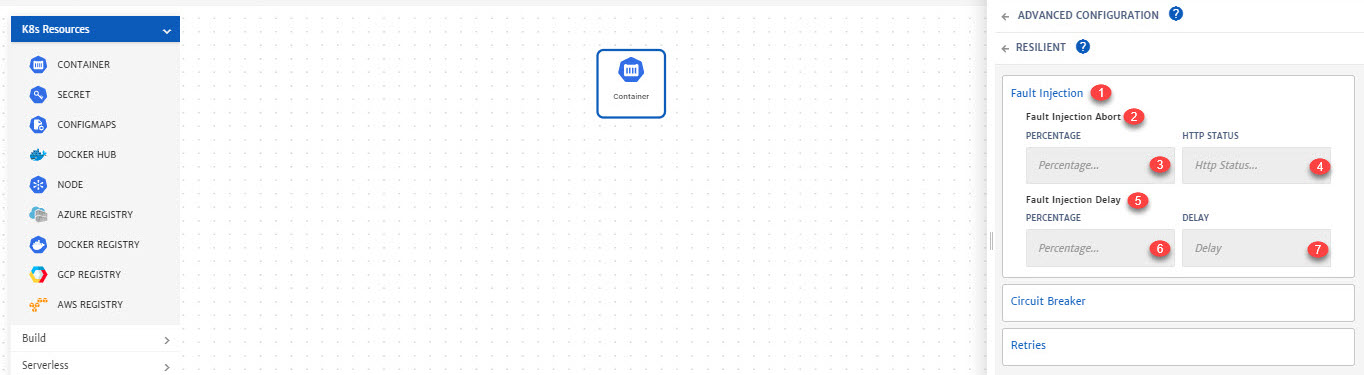 K8s Resources
CONTAINER
SECRET
CONFIGMAPS
DOCKER HUB
NODE
AZURE REGISTRY
DOCKER REGISTRY
GCP REGISTRY
AWS REGISTRY
Build
Serverless
Container
ADVANCED CONFIGURATION ?
RESILIENT ?
Fault Injection 1
Fault Injection Abort 2
PERCENTAGE HTTP STATUS
Percentage... 3 Http Status... 4
Fault Injection Delay 5
PERCENTAGE DELAY
Percentage... 6 Delay 7
Circuit Breaker
Retries